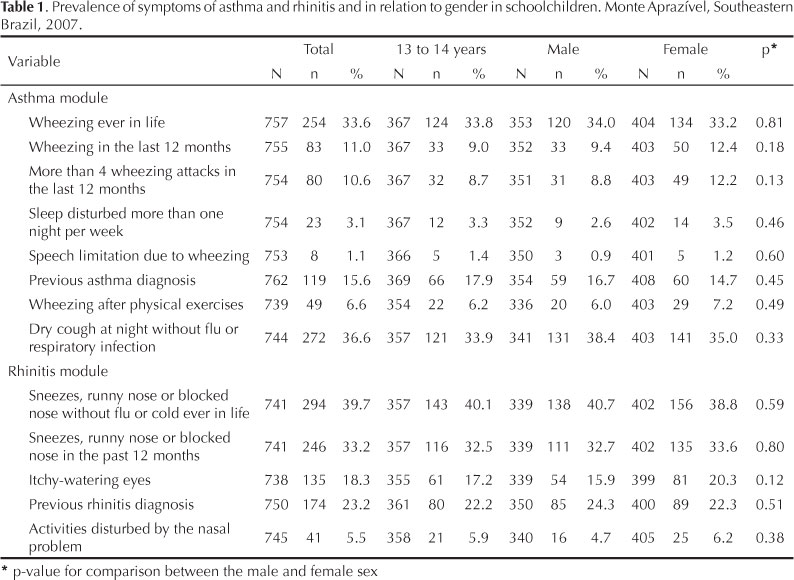 Table 1. Prevalence of symptoms of asthma and rhinitis and in relation to gender in schoolchildren. Monte Aprazível, Southeastern
Brazil, 2007.
Variable Total 13 to 14 years Male Female p*
N n % N n % N n % N n %
Asthma module
Wheezing ever in life 757 254 33.6 367 124 33.8 353 120 34.0 404 134 33.2 0.81
Wheezing in the last 12 months 755 83 11.0 367 33 9.0 352 33 9.4 403 50 12.4 0.18
More than 4 wheezing attacks in
the last 12 months 754 80 10.6 367 32 8.7 351 31 8.8 403 49 12.2 0.13
Sleep disturbed more than one
night per week 754 23 3.1 367 12 3.3 352 9 2.6 402 14 3.5 0.46
Speech limitation due to wheezing 753 8 1.1 366 5 1.4 350 3 0.9 401 5 1.2 0.60
Previous asthma diagnosis 762 119 15.6 369 66 17.9 354 59 16.7 408 60 14.7 0.45
Wheezing after physical exercises 739 49 6.6 354 22 6.2 336 20 6.0 403 29 7.2 0.49
Dry cough at night without flu or
respiratory infection 744 272 36.6 357 121 33.9 341 131 38.4 403 141 35.0 0.33
Rhinitis module
Sneezes, runny nose or blocked
nose without flu or cold ever in life 741 294 39.7 357 143 40.1 339 138 40.7 402 156 38.8 0.59
Sneezes, runny nose or blocked
nose in the past 12 months 741 246 33.2 357 116 32.5 339 111 32.7 402 135 33.6 0.80
Itchy-watering eyes 738 135 18.3 355 61 17.2 339 54 15.9 399 81 20.3 0.12
Previous rhinitis diagnosis 750 174 23.2 361 80 22.2 350 85 24.3 400 89 22.3 0.51
Activities disturbed by the nasal
problem 745 41 5.5 358 21 5.9 340 16 4.7 405 25 6.2 0.38
* p-value for comparison between the male and female sex